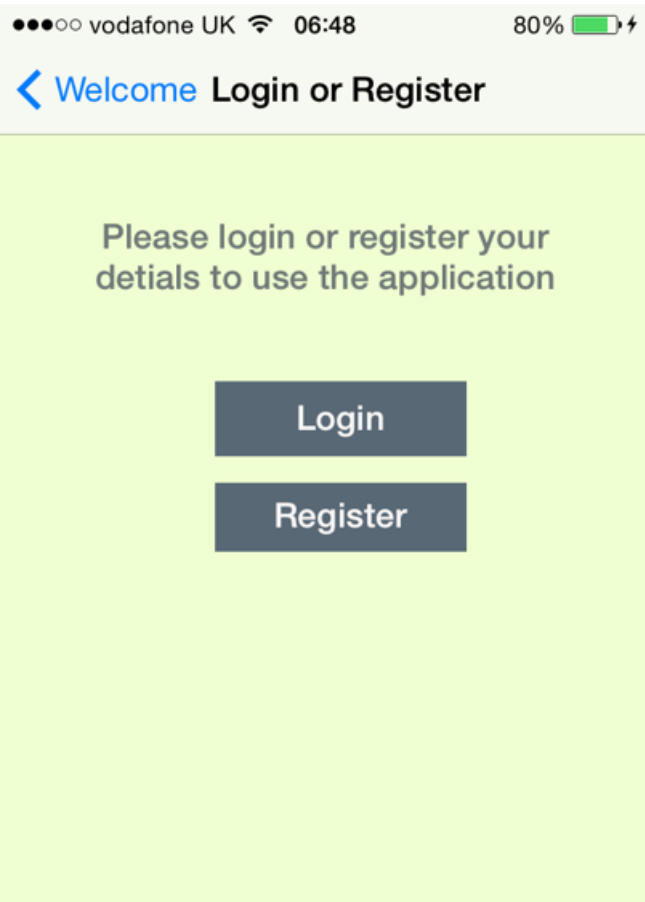 vodafone UK 06:48 80%
Welcome Login or Register
Please login or register your
detials to use the application
Login
Register